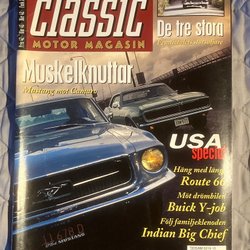 classic
MOTOR MAGASIN
De tre stora
Muskelknuttar
Mustang mot Camaro
USA
special
Häng med läng
Route 66
Möt drömbilen
Buick Y-job
Följ familjeklenoden
Indian Big Chief